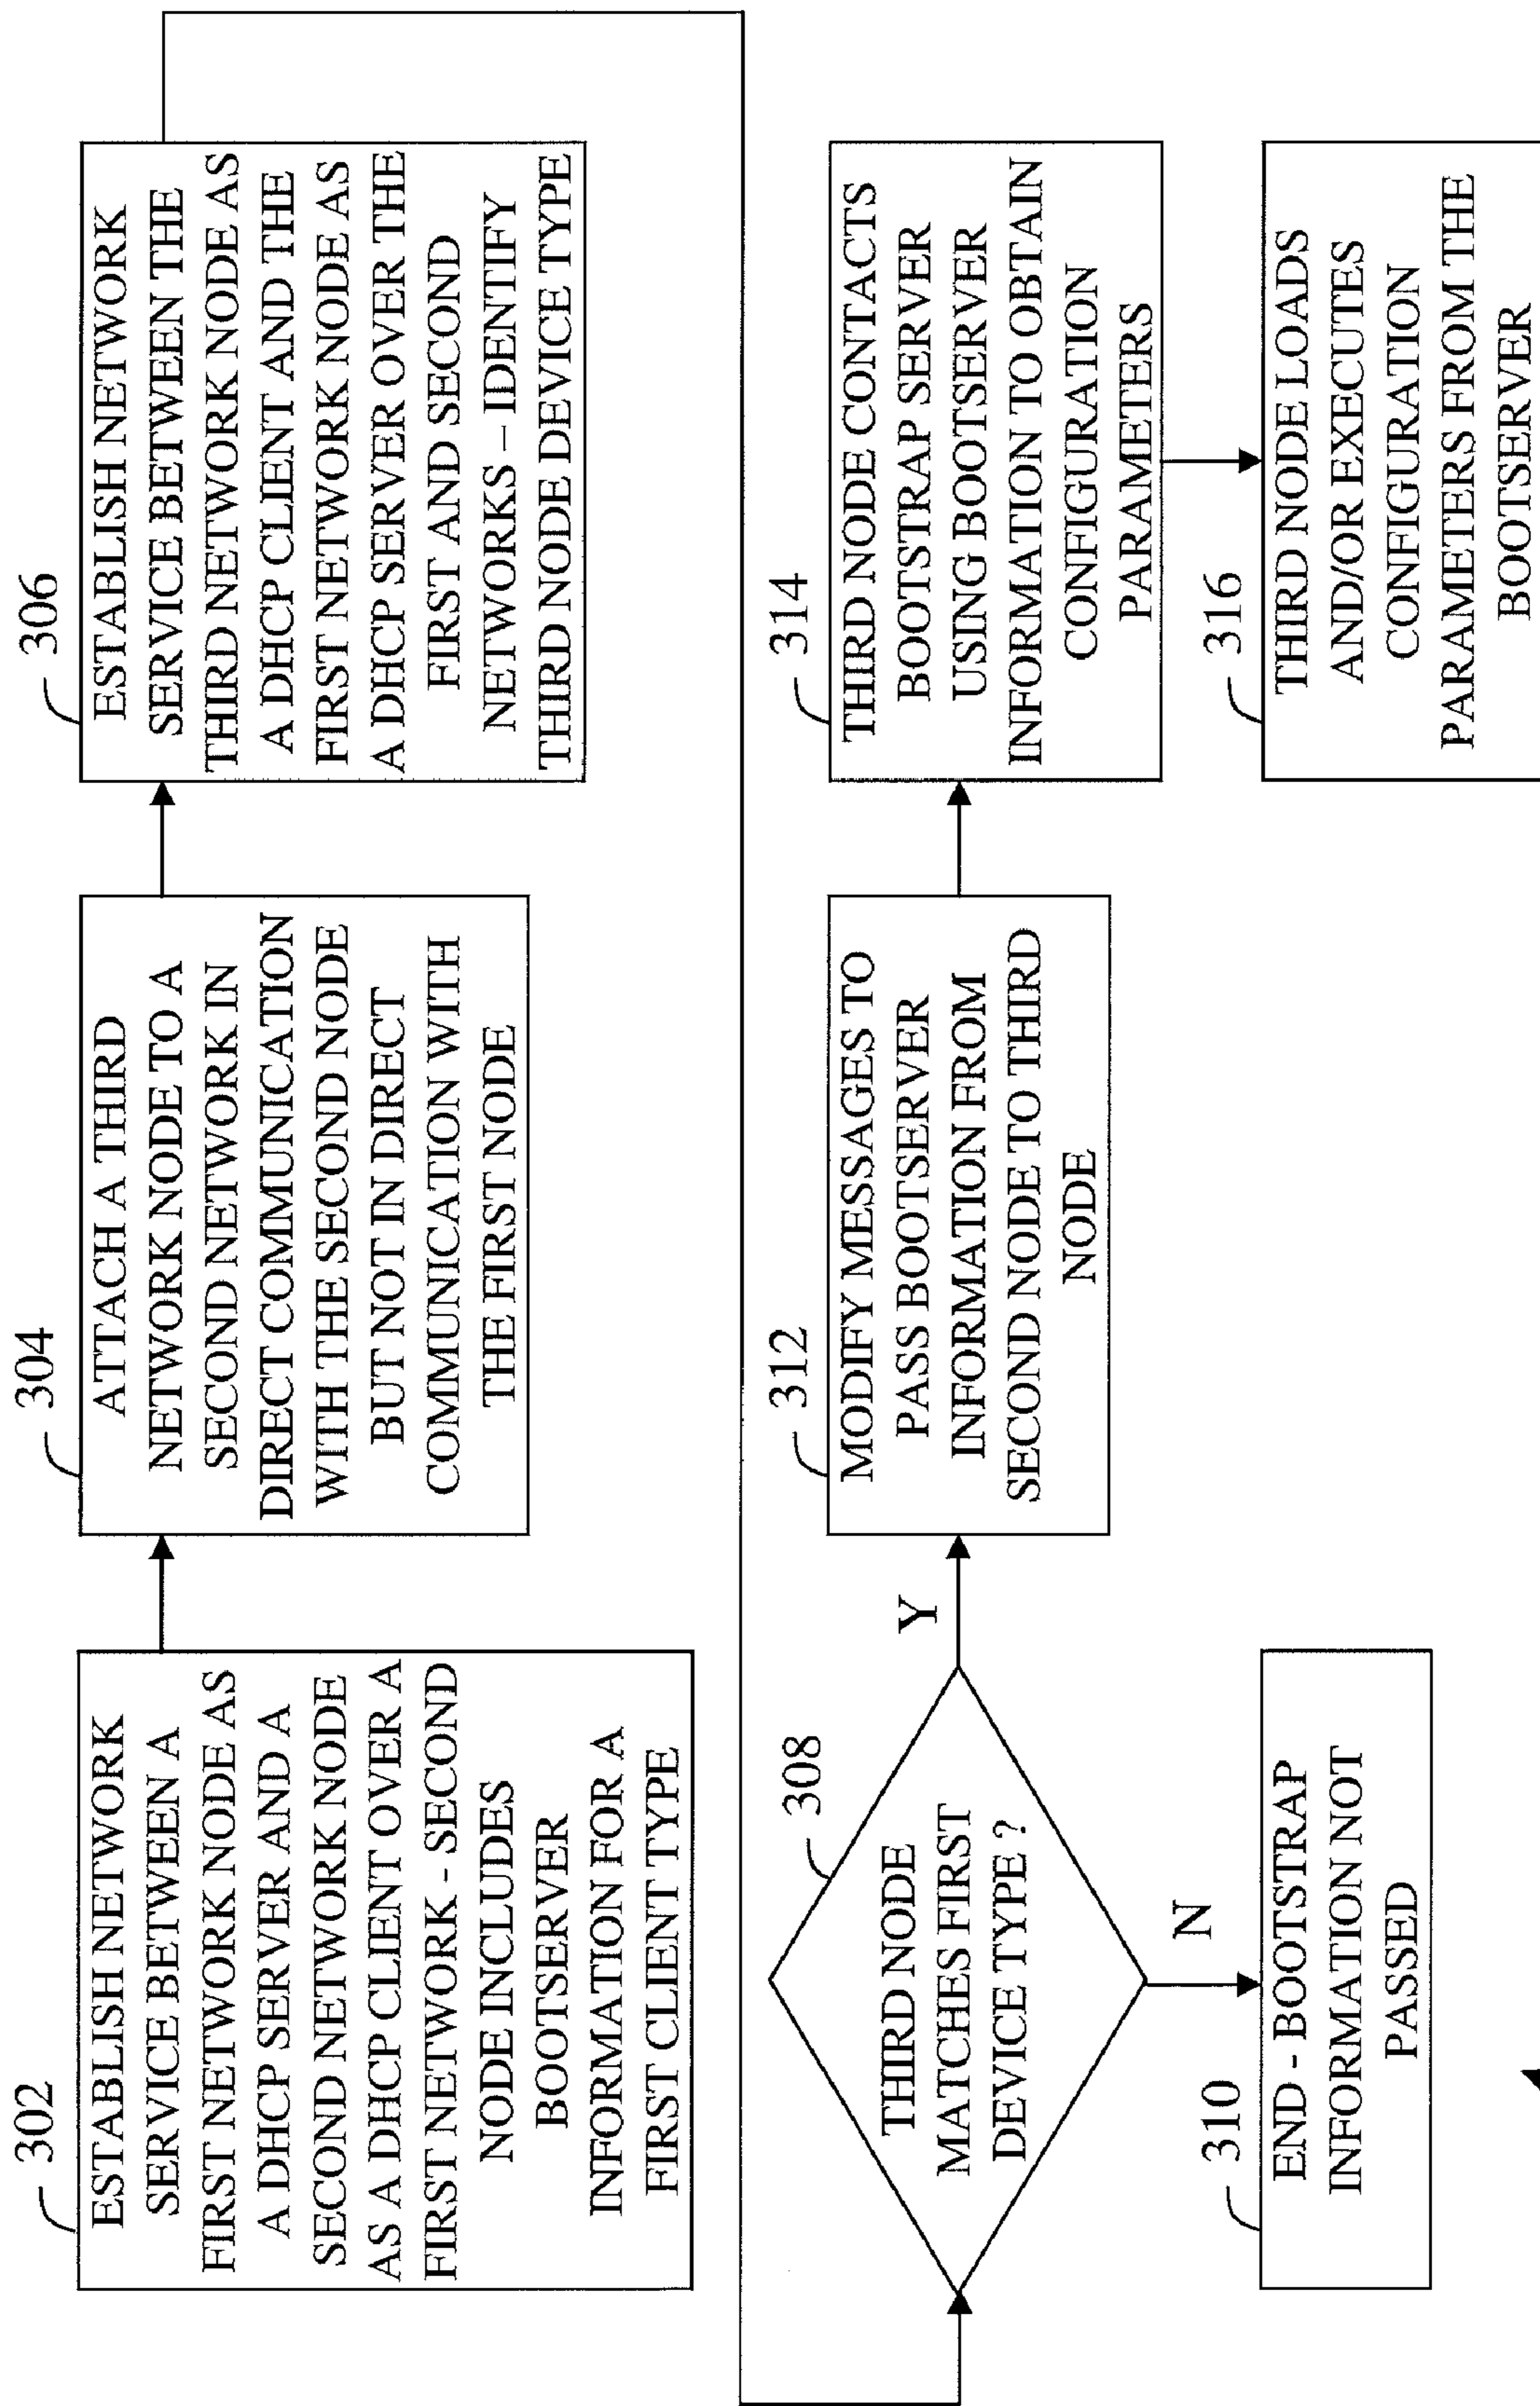 302
ESTABLISH NETWORK
SERVICE BETWEEN A
FIRST NETWORK NODE AS
A DHCP SERVER AND A
SECOND NETWORK NODE
AS A DHCP CLIENT OVER A
FIRST NETWORK - SECOND
NODE INCLUDES
BOOTSERVER
INFORMATION FOR A
FIRST CLIENT TYPE
304
ATTACH A THIRD
NETWORK NODE TO A
SECOND NETWORK IN
DIRECT COMMUNICATION
WITH THE SECOND NODE
BUT NOT IN DIRECT
COMMUNICATION WITH
THE FIRST NODE
306
ESTABLISH NETWORK
SERVICE BETWEEN THE
THIRD NETWORK NODE AS
A DHCP CLIENT AND THE
FIRST NETWORK NODE AS
A DHCP SERVER OVER THE
FIRST AND SECOND
NETWORKS – IDENTIFY
THIRD NODE DEVICE TYPE
308
THIRD NODE
MATCHES FIRST
DEVICE TYPE ?
Y
N
310
END - BOOTSTRAP
INFORMATION NOT
PASSED
312
MODIFY MESSAGES TO
PASS BOOTSERVER
INFORMATION FROM
SECOND NODE TO THIRD
NODE
314
THIRD NODE CONTACTS
BOOTSTRAP SERVER
USING BOOTSERVER
INFORMATION TO OBTAIN
CONFIGURATION
PARAMETERS
316
THIRD NODE LOADS
AND/OR EXECUTES
CONFIGURATION
PARAMETERS FROM THE
BOOTSERVER